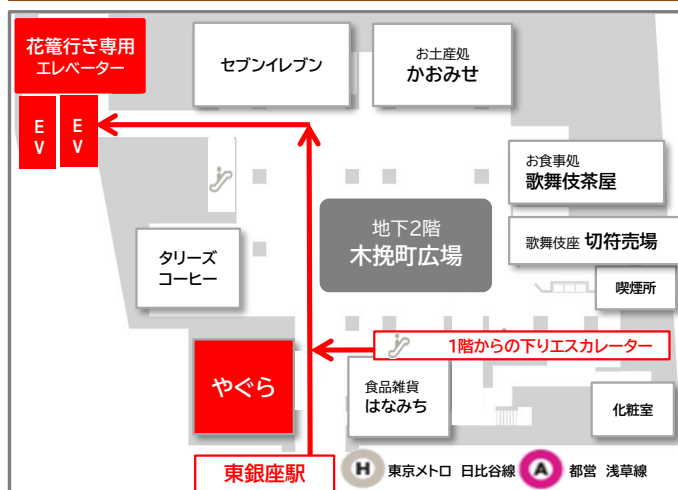 花篭行き専用
エレベーター
E
V
E
V
セブンイレブン
お土産処
かおみせ
お食事処
歌舞伎茶屋
地下2階
木挽町広場
歌舞伎座 切符売場
タリーズ
コーヒー
喫煙所
1階からの下りエスカレーター
やぐら
食品雑貨
はなみち
化粧室
東銀座駅
H 東京メトロ 日比谷線
A 都営 浅草線